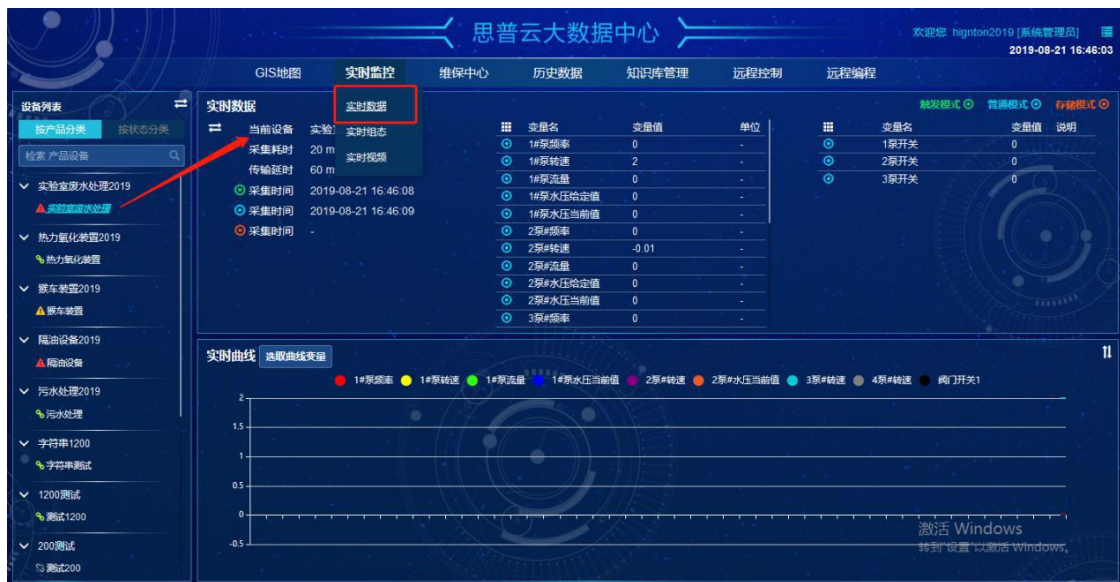 思普云大数据中心
欢迎您 hignton2019 [系统管理员]
2019-08-21 16:46:03
GIS地图 实时监控 维保中心 历史数据 知识库管理 远程控制 远程编程
实时数据
实时组态
实时视频
设备列表
按产品分类 按状态分类
检索 产品设备
实验室废水处理2019
实验室废水处理
热力氧化装置2019
热力氧化装置
猴车装置2019
猴车装置
隔油设备2019
隔油设备
污水处理2019
污水处理
字符串1200
字符串测试
1200测试
测试1200
200测试
测试200
实时数据
触发模式 普通模式 存储模式
当前设备 实验
采集耗时 20 m
传输延时 60 m
采集时间 2019-08-21 16:46:08
采集时间 2019-08-21 16:46:09
采集时间 -
变量名 变量值 单位
1#泵频率 0 -
1#泵转速 2 -
1#泵流量 0 -
1#泵水压给定值 0 -
1#泵水压当前值 0 -
2泵#频率 0 -
2泵#转速 -0.01 -
2泵#流量 0 -
2泵#水压给定值 0 -
2泵#水压当前值 0 -
3泵#频率 0 -
变量名 变量值 说明
1泵开关 0
2泵开关 0
3泵开关 0
实时曲线 选取曲线变量
1#泵频率 1#泵转速 1#泵流量 1#泵水压当前值 2泵#转速 2泵#水压当前值 3泵#转速 4泵#转速 阀门开关1
2
1.5
1
0.5
0
-0.5
激活 Windows
转到"设置"以激活 Windows。